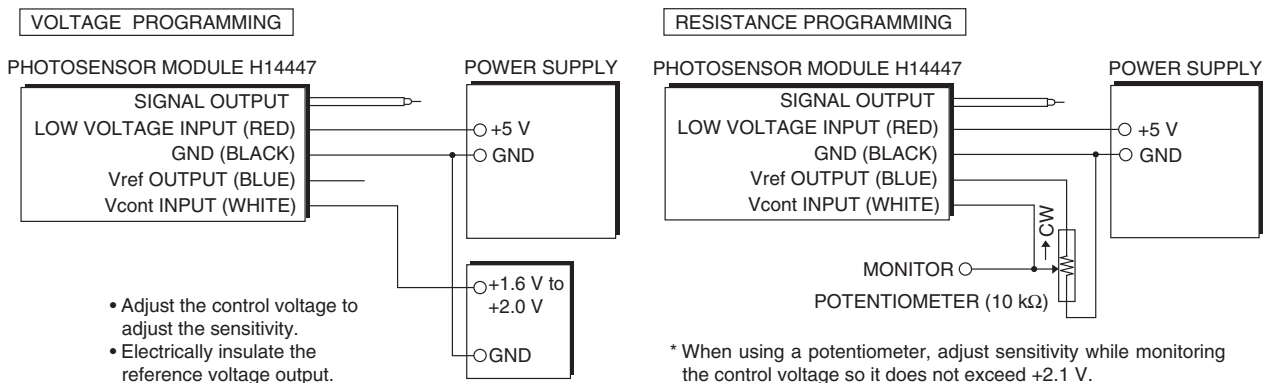 VOLTAGE PROGRAMMING
PHOTOSENSOR MODULE H14447
POWER SUPPLY
SIGNAL OUTPUT
LOW VOLTAGE INPUT (RED)
GND (BLACK)
Vref OUTPUT (BLUE)
Vcont INPUT (WHITE)
+5 V
GND
+1.6 V to
+2.0 V
GND
• Adjust the control voltage to
adjust the sensitivity.
• Electrically insulate the
reference voltage output.
RESISTANCE PROGRAMMING
PHOTOSENSOR MODULE H14447
POWER SUPPLY
SIGNAL OUTPUT
LOW VOLTAGE INPUT (RED)
GND (BLACK)
Vref OUTPUT (BLUE)
Vcont INPUT (WHITE)
+5 V
GND
CW
MONITOR
POTENTIOMETER (10 kΩ)
* When using a potentiometer, adjust sensitivity while monitoring
the control voltage so it does not exceed +2.1 V.